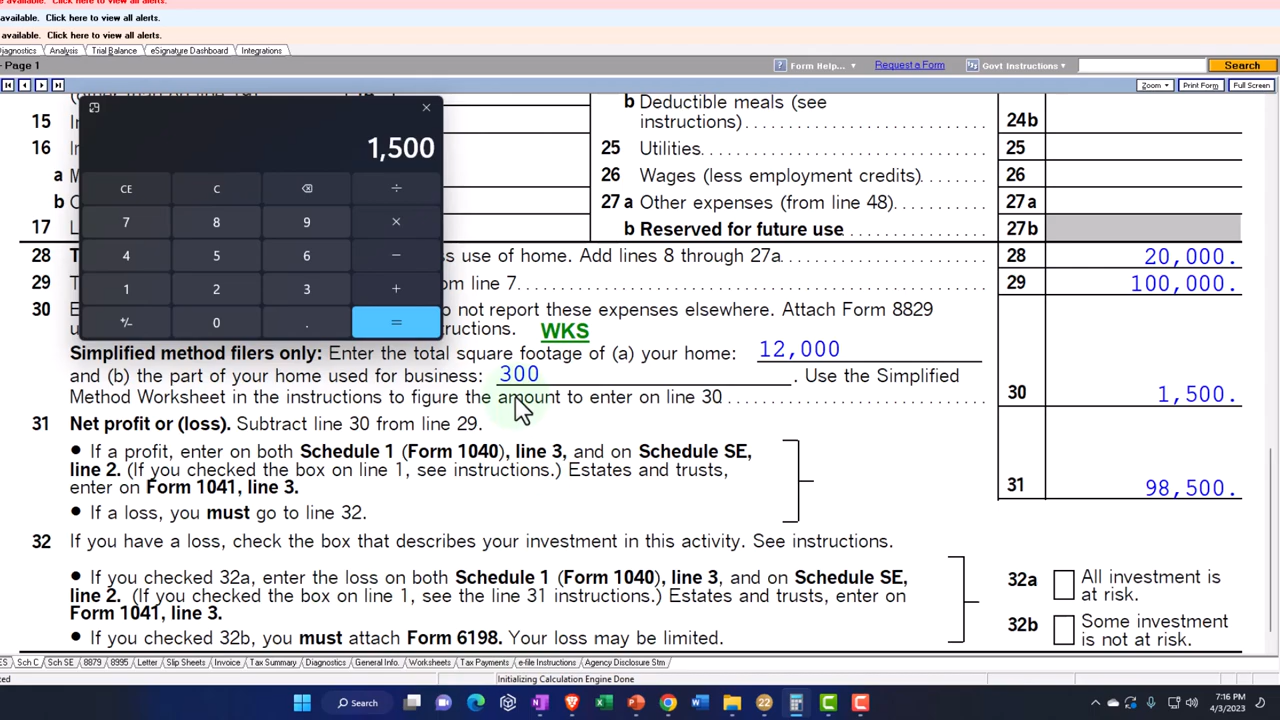 available. Click here to view all alerts.
available. Click here to view all alerts.
available. Click here to view all alerts.
Diagnostics Analysis Trial Balance eSignature Dashboard Integrations
- Page 1 Form Help... Request a Form Govt Instructions Search
Zoom Print Form Full Screen
1,500
CE C ÷
7 8 9 ×
4 5 6 −
1 2 3 +
+/− 0 . =
15
16
a
b
17
b Deductible meals (see
instructions) 24b
25 Utilities. 25
26 Wages (less employment credits) 26
27a Other expenses (from line 48) 27a
b Reserved for future use 27b
28 use of home. Add lines 8 through 27a 28 20,000.
29 line 7. 29 100,000.
30 not report these expenses elsewhere. Attach Form 8829
WKS
Simplified method filers only: Enter the total square footage of (a) your home: 12,000
and (b) the part of your home used for business: 300 . Use the Simplified
Method Worksheet in the instructions to figure the amount to enter on line 30 30 1,500.
31 Net profit or (loss). Subtract line 30 from line 29.
• If a profit, enter on both Schedule 1 (Form 1040), line 3, and on Schedule SE,
line 2. (If you checked the box on line 1, see instructions.) Estates and trusts,
enter on Form 1041, line 3. 31 98,500.
• If a loss, you must go to line 32.
32 If you have a loss, check the box that describes your investment in this activity. See instructions.
• If you checked 32a, enter the loss on both Schedule 1 (Form 1040), line 3, and on Schedule SE,
line 2. (If you checked the box on line 1, see the line 31 instructions.) Estates and trusts, enter on
Form 1041, line 3.
• If you checked 32b, you must attach Form 6198. Your loss may be limited.
32a All investment is
at risk.
32b Some investment
is not at risk.
Sch C Sch SE 8879 8995 Letter Slip Sheets Invoice Tax Summary Diagnostics General Info. Worksheets Tax Payments e-file Instructions Agency Disclosure Stm
Initializing Calculation Engine Done
Search
22
7:16 PM
4/3/2023